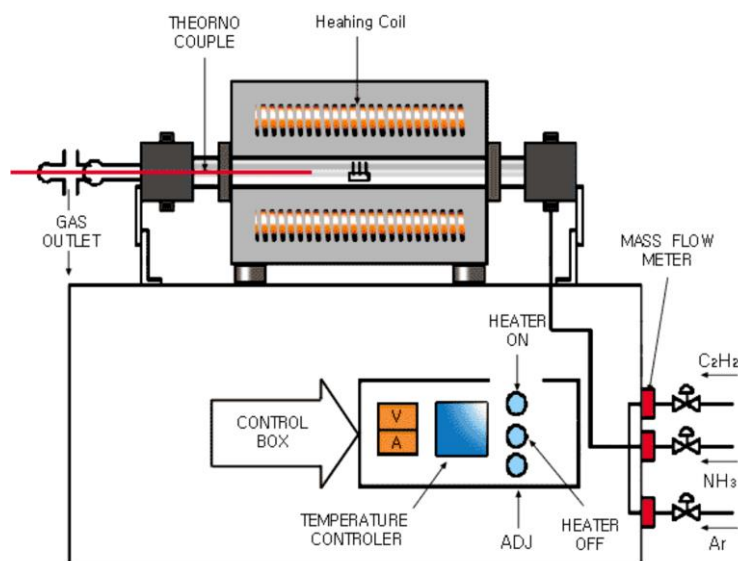 THEORNO
COUPLE
Heahing Coil
GAS
OUTLET
MASS FLOW
METER
HEATER
ON
C₂H₂
V
A
CONTROL
BOX
NH₃
TEMPERATURE
CONTROLER
ADJ
HEATER
OFF
Ar